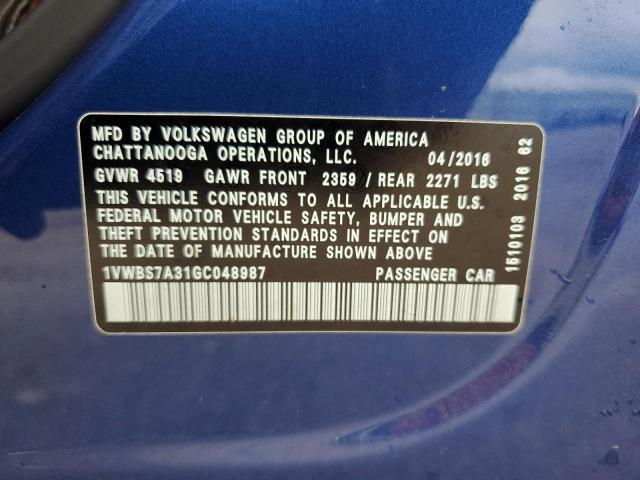 MFD BY VOLKSWAGEN GROUP OF AMERICA
CHATTANOOGA OPERATIONS, LLC. 04/2016
GVWR 4519 GAWR FRONT 2359 / REAR 2271 LBS
THIS VEHICLE CONFORMS TO ALL APPLICABLE U.S.
FEDERAL MOTOR VEHICLE SAFETY, BUMPER AND
THEFT PREVENTION STANDARDS IN EFFECT ON
THE DATE OF MANUFACTURE SHOWN ABOVE
1VWBS7A31GC048987 PASSENGER CAR
1510103 2016 62